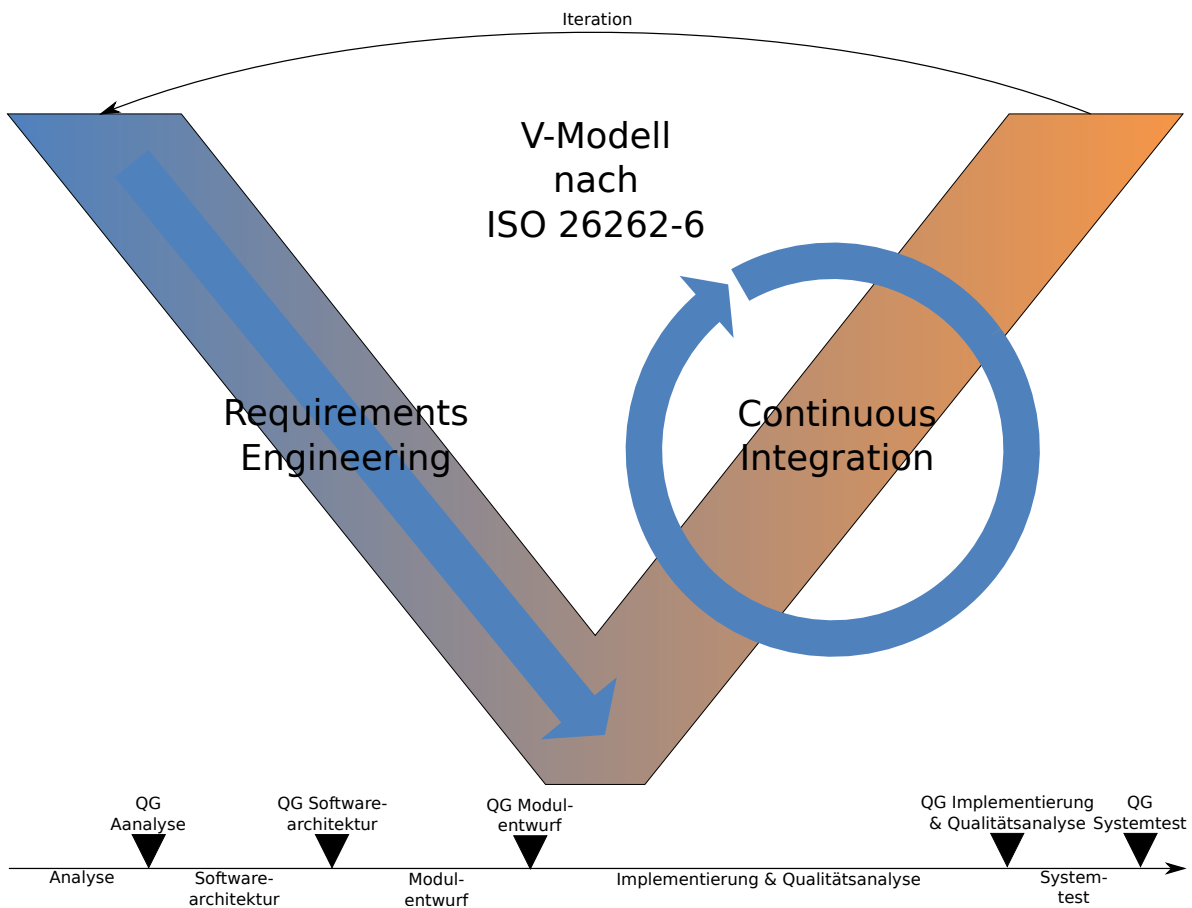 Iteration
V-Modell
nach
ISO 26262-6
Requirements
Engineering
Continuous
Integration
QG
Aanalyse
QG Software-
architektur
QG Modul-
entwurf
QG Implementierung
& Qualitätsanalyse
QG
Systemtest
Analyse
Software-
architektur
Modul-
entwurf
Implementierung & Qualitätsanalyse
System-
test